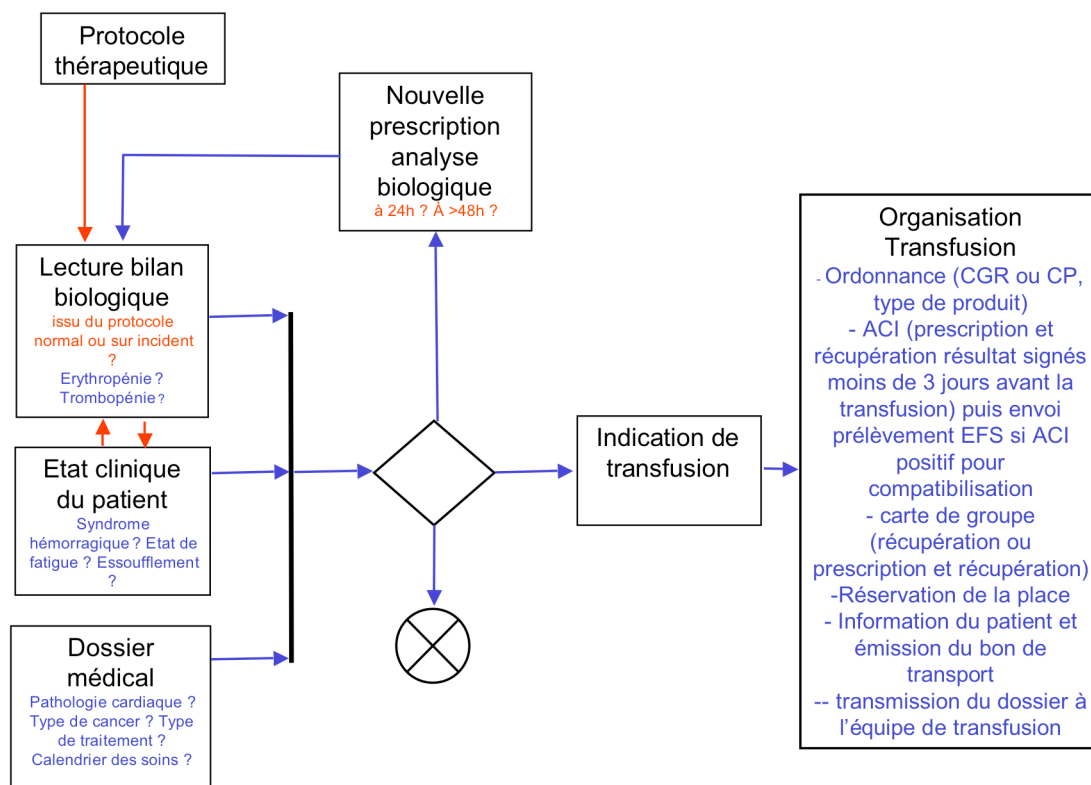 Protocole
thérapeutique
Nouvelle
prescription
analyse
biologique
à 24h ? À >48h ?
Lecture bilan
biologique
issu du protocole
normal ou sur incident
?
Erythropénie ?
Trombopénie ?
Etat clinique
du patient
Syndrome
hémorragique ? Etat de
fatigue ? Essoufflement
?
Dossier
médical
Pathologie cardiaque ?
Type de cancer ? Type
de traitement ?
Calendrier des soins ?
Indication de
transfusion
Organisation
Transfusion
- Ordonnance (CGR ou CP,
type de produit)
- ACI (prescription et
récupération résultat signés
moins de 3 jours avant la
transfusion) puis envoi
prélèvement EFS si ACI
positif pour
compatibilisation
- carte de groupe
(récupération ou
prescription et récupération)
-Réservation de la place
- Information du patient et
émission du bon de
transport
-- transmission du dossier à
l'équipe de transfusion